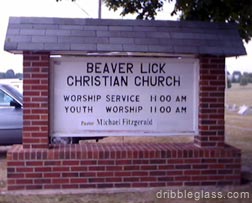 BEAVER LICK
CHRISTIAN CHURCH
WORSHIP SERVICE 11:00 AM
YOUTH WORSHIP 11:00 AM
Pastor Michael Fitzgerald
dribbleglass.com